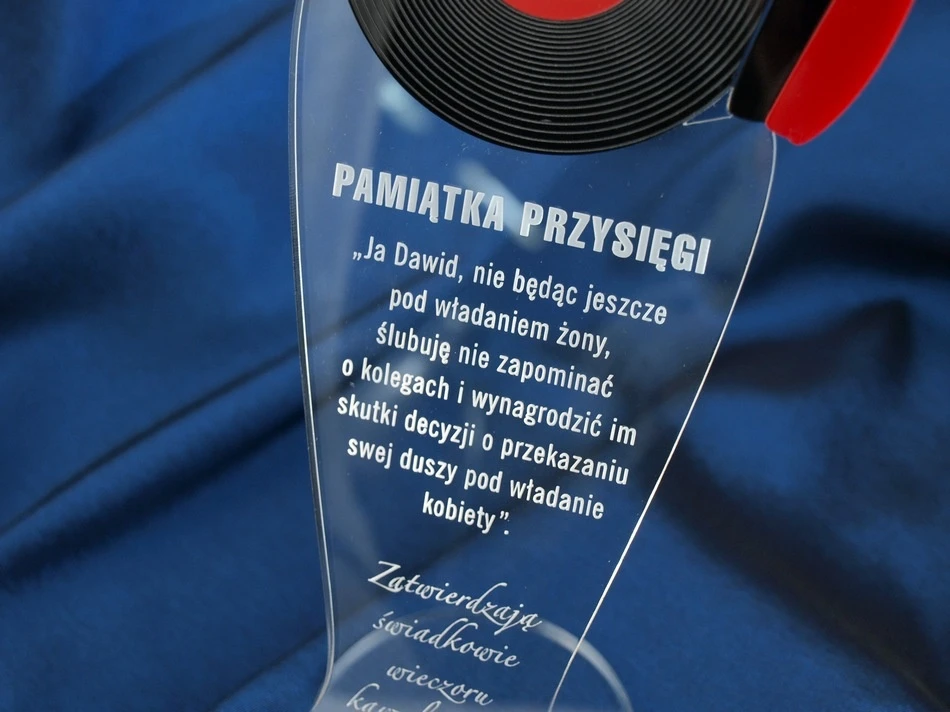 PAMIĄTKA PRZYSIĘGI
„Ja Dawid, nie będąc jeszcze
pod władaniem żony,
ślubuję nie zapominać
o kolegach i wynagrodzić im
skutki decyzji o przekazaniu
swej duszy pod władanie
kobiety”.
Zatwierdzają
świadkowie
wieczoru